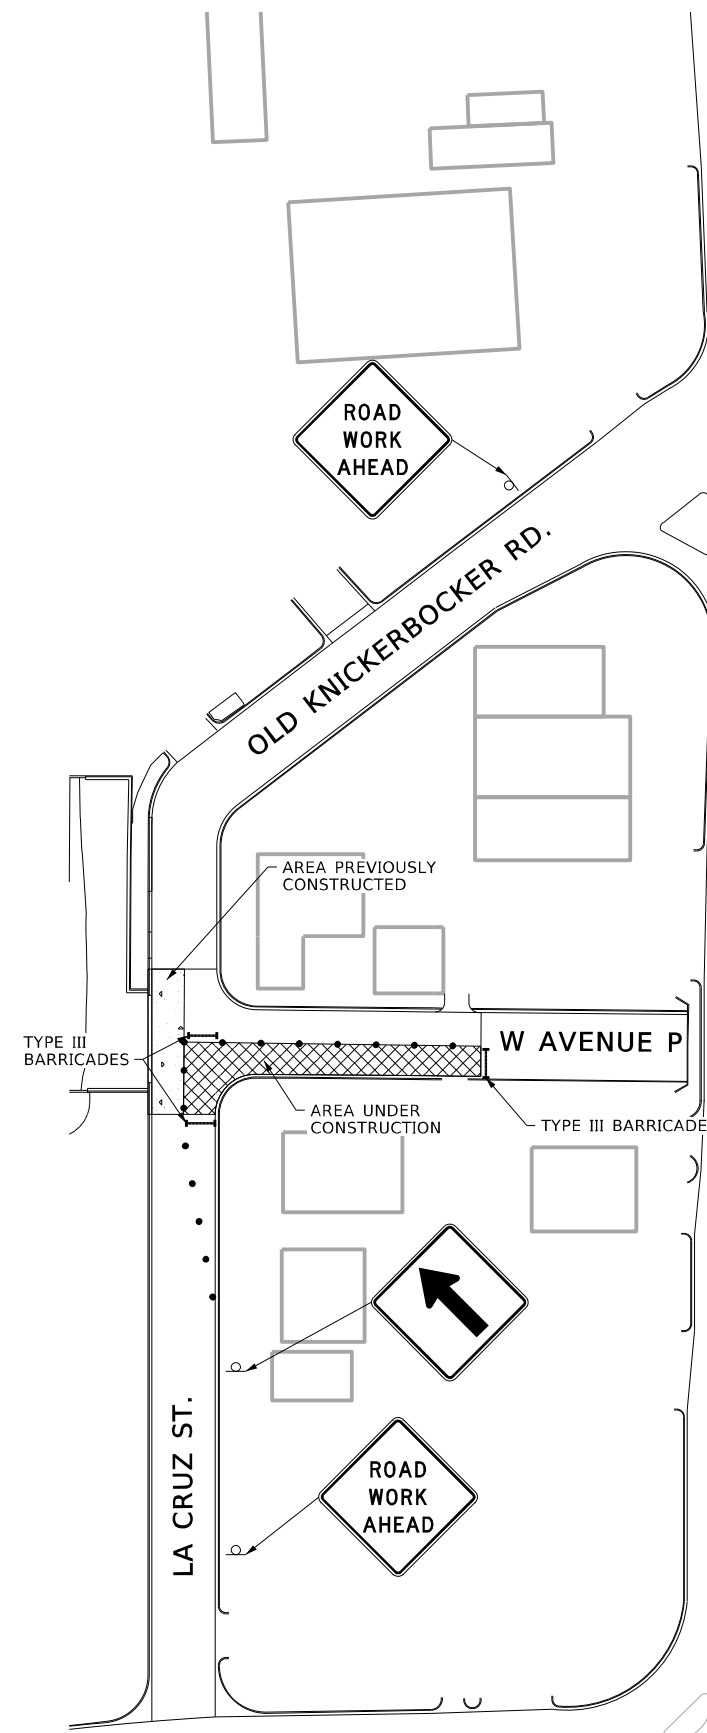 ROAD
WORK
AHEAD
OLD KNICKERBOCKER RD.
AREA PREVIOUSLY
CONSTRUCTED
TYPE III
BARRICADES
W AVENUE P
AREA UNDER
CONSTRUCTION
TYPE III BARRICADE
LA CRUZ ST.
ROAD
WORK
AHEAD